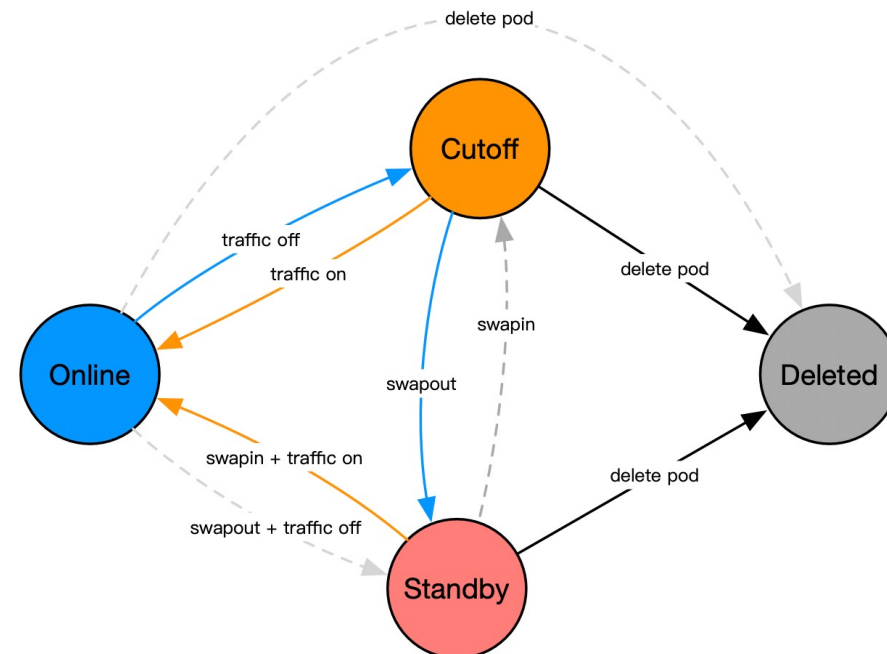 delete pod
Cutoff
traffic off
traffic on
delete pod
swapin
Online
Deleted
swapout
swapin + traffic on
delete pod
swapout + traffic off
Standby